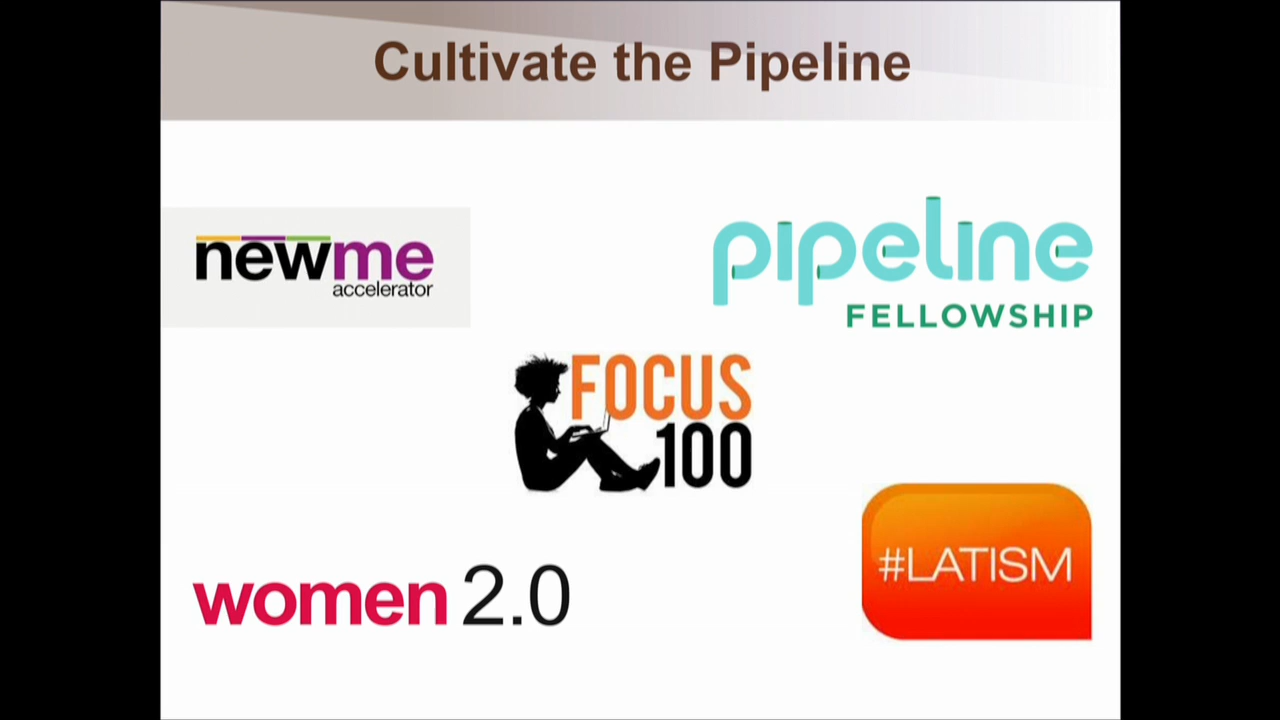 Cultivate the Pipeline
newme
accelerator
pipeline
FELLOWSHIP
FOCUS
100
#LATISM
women 2.0